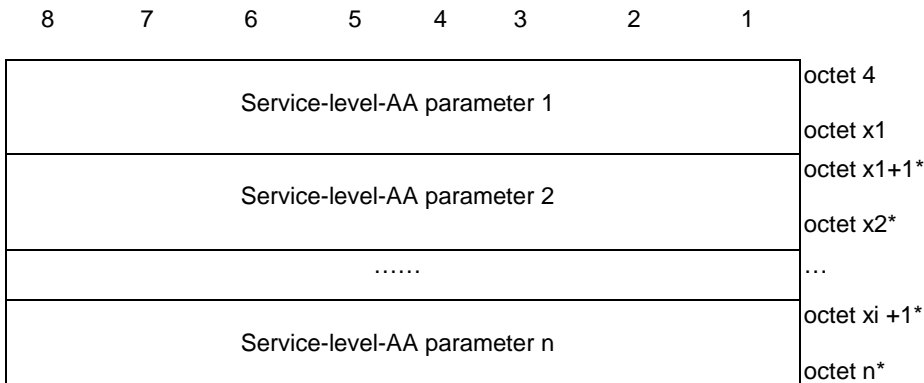 8 7 6 5 4 3 2 1
octet 4
Service-level-AA parameter 1
octet x1
octet x1+1*
Service-level-AA parameter 2
octet x2*
…… …
octet xi +1*
Service-level-AA parameter n
octet n*